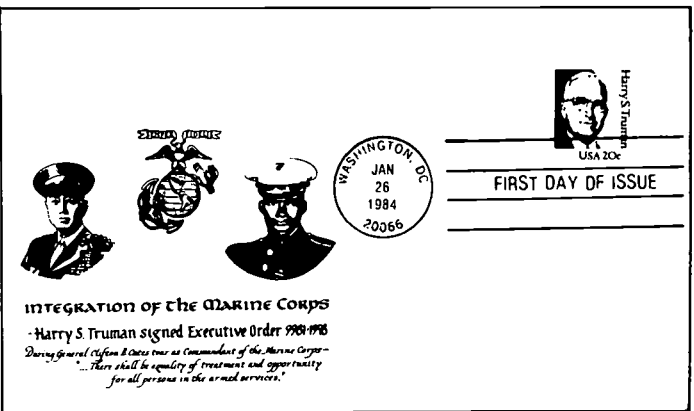 INTEGRATION OF THE MARINE CORPS
-Harry S. Truman signed Executive Order 9981-1948
During General Clifton B. Cates tour as Commandant of the Marine Corps-
"... There shall be equality of treatment and opportunity
for all persons in the armed services."
WASHINGTON, DC
JAN
26
1984
20066
Harry S. Truman
USA 20c
FIRST DAY OF ISSUE